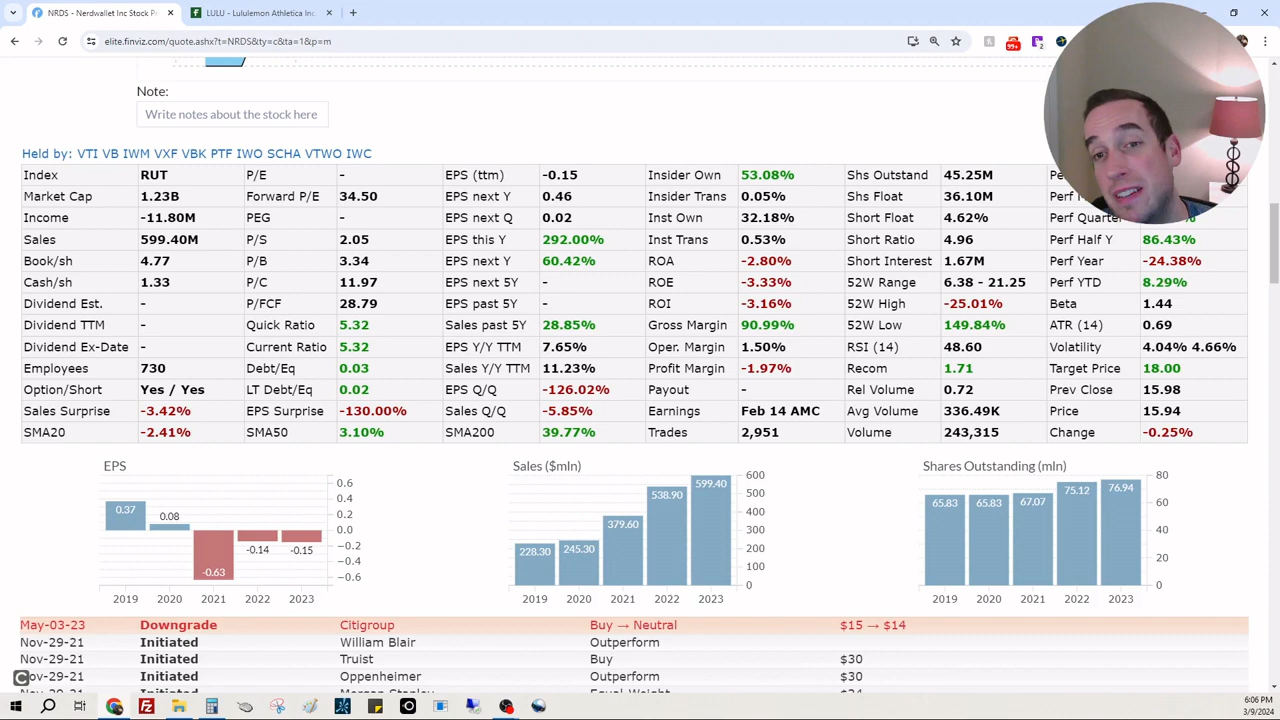 NRDS - Nerdwallet Inc Stock P
LULU - Lululemon Athletica Inc.
elite.finviz.com/quote.ashx?t=NRDS&ty=c&ta=1&p=m
99+
2
Note:
Write notes about the stock here
Held by: VTI VB IWM VXF VBK PTF IWO SCHA VTWO IWC
Index RUT P/E - EPS (ttm) -0.15 Insider Own 53.08% Shs Outstand 45.25M
Market Cap 1.23B Forward P/E 34.50 EPS next Y 0.46 Insider Trans 0.05% Shs Float 36.10M
Income -11.80M PEG - EPS next Q 0.02 Inst Own 32.18% Short Float 4.62% Perf Quarter
Sales 599.40M P/S 2.05 EPS this Y 292.00% Inst Trans 0.53% Short Ratio 4.96 Perf Half Y 86.43%
Book/sh 4.77 P/B 3.34 EPS next Y 60.42% ROA -2.80% Short Interest 1.67M Perf Year -24.38%
Cash/sh 1.33 P/C 11.97 EPS next 5Y - ROE -3.33% 52W Range 6.38 - 21.25 Perf YTD 8.29%
Dividend Est. - P/FCF 28.79 EPS past 5Y - ROI -3.16% 52W High -25.01% Beta 1.44
Dividend TTM - Quick Ratio 5.32 Sales past 5Y 28.85% Gross Margin 90.99% 52W Low 149.84% ATR (14) 0.69
Dividend Ex-Date - Current Ratio 5.32 EPS Y/Y TTM 7.65% Oper. Margin 1.50% RSI (14) 48.60 Volatility 4.04% 4.66%
Employees 730 Debt/Eq 0.03 Sales Y/Y TTM 11.23% Profit Margin -1.97% Recom 1.71 Target Price 18.00
Option/Short Yes / Yes LT Debt/Eq 0.02 EPS Q/Q -126.02% Payout - Rel Volume 0.72 Prev Close 15.98
Sales Surprise -3.42% EPS Surprise -130.00% Sales Q/Q -5.85% Earnings Feb 14 AMC Avg Volume 336.49K Price 15.94
SMA20 -2.41% SMA50 3.10% SMA200 39.77% Trades 2,951 Volume 243,315 Change -0.25%
EPS
0.6
0.4
0.2
0.0
−0.2
−0.4
−0.6
0.37
0.08
-0.63
-0.14
-0.15
2019 2020 2021 2022 2023
Sales ($mln)
600
500
400
300
200
100
0
228.30
245.30
379.60
538.90
599.40
2019 2020 2021 2022 2023
Shares Outstanding (mln)
80
60
40
20
0
65.83
65.83
67.07
75.12
76.94
2019 2020 2021 2022 2023
May-03-23 Downgrade Citigroup Buy → Neutral $15 → $14
Nov-29-21 Initiated William Blair Outperform
Nov-29-21 Initiated Truist Buy $30
Nov-29-21 Initiated Oppenheimer Outperform $30
6:06 PM
3/9/2024